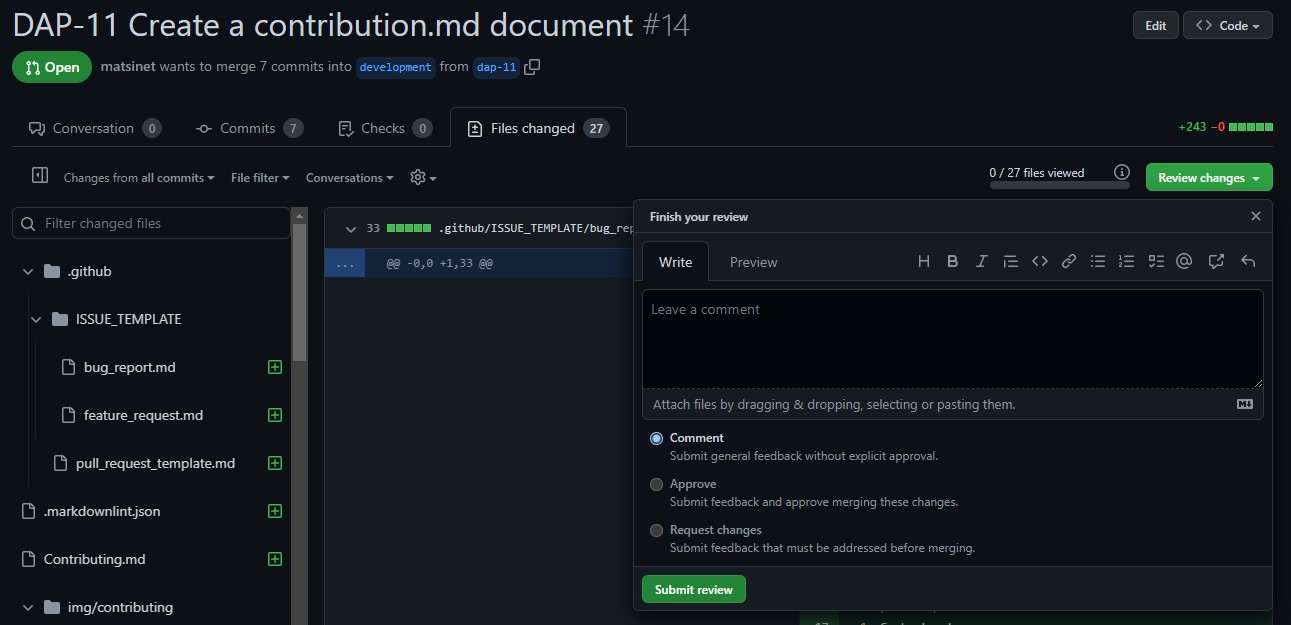 DAP-11 Create a contribution.md document #14
Edit
<> Code
Open
matsinet wants to merge 7 commits into development from dap-11
Conversation 0
Commits 7
Checks 0
Files changed 27
+243 −0
Changes from all commits
File filter
Conversations
0 / 27 files viewed
Review changes
Filter changed files
.github
ISSUE_TEMPLATE
bug_report.md
feature_request.md
pull_request_template.md
.markdownlint.json
Contributing.md
img/contributing
33 .github/ISSUE_TEMPLATE/bug_rep
... @@ -0,0 +1,33 @@
Finish your review
Write
Preview
Leave a comment
Attach files by dragging & dropping, selecting or pasting them.
Comment
Submit general feedback without explicit approval.
Approve
Submit feedback and approve merging these changes.
Request changes
Submit feedback that must be addressed before merging.
Submit review